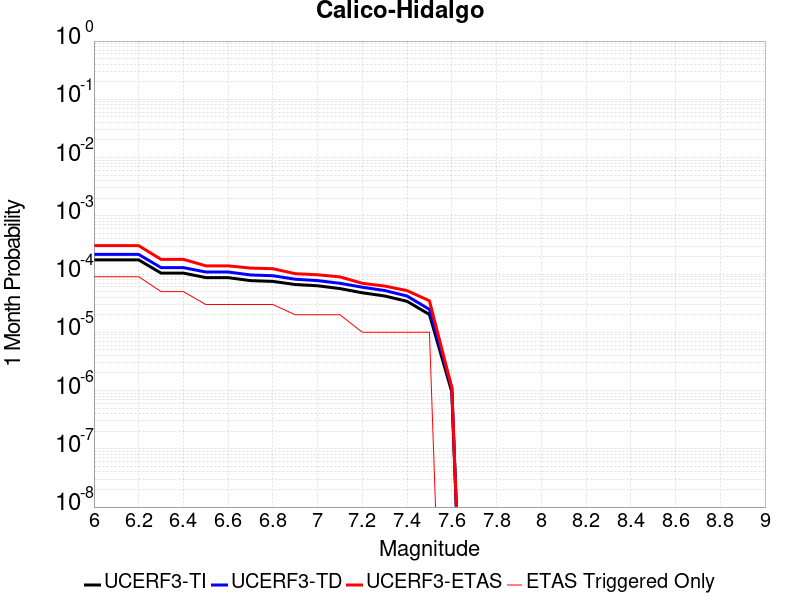 Calico-Hidalgo
10^0
10^-1
10^-2
10^-3
10^-4
10^-5
10^-6
10^-7
10^-8
1 Month Probability
6 6.2 6.4 6.6 6.8 7 7.2 7.4 7.6 7.8 8 8.2 8.4 8.6 8.8 9
Magnitude
UCERF3-TI UCERF3-TD UCERF3-ETAS ETAS Triggered Only